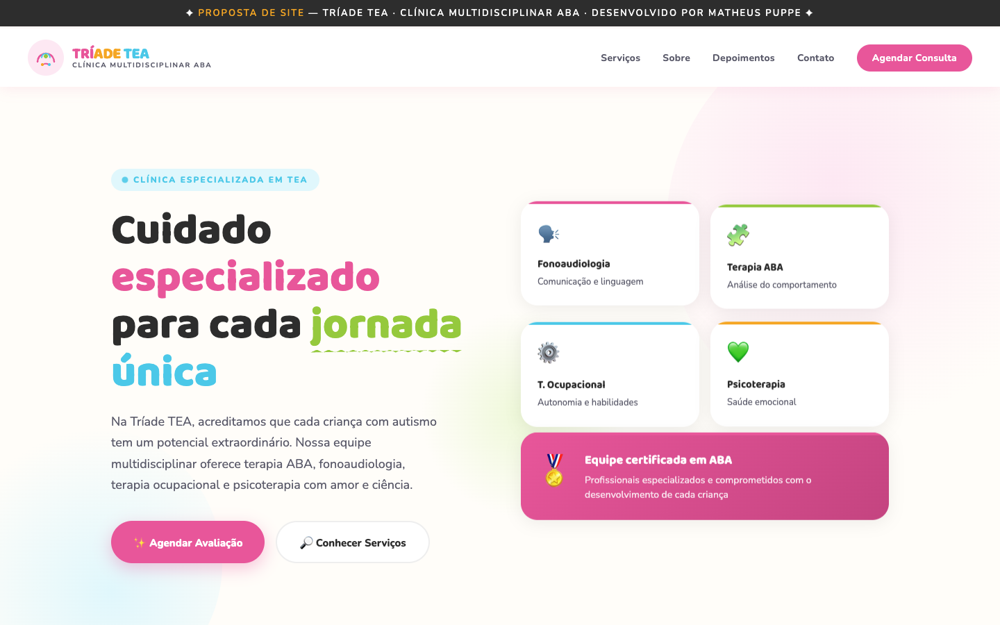 ✦ PROPOSTA DE SITE — TRÍADE TEA · CLÍNICA MULTIDISCIPLINAR ABA · DESENVOLVIDO POR MATHEUS PUPPE ✦
TRÍADE TEA
CLÍNICA MULTIDISCIPLINAR ABA
Serviços
Sobre
Depoimentos
Contato
Agendar Consulta
CLÍNICA ESPECIALIZADA EM TEA
Cuidado
especializado
para cada jornada
única
Na Tríade TEA, acreditamos que cada criança com autismo
tem um potencial extraordinário. Nossa equipe
multidisciplinar oferece terapia ABA, fonoaudiologia,
terapia ocupacional e psicoterapia com amor e ciência.
✨ Agendar Avaliação
🔎 Conhecer Serviços
Fonoaudiologia
Comunicação e linguagem
Terapia ABA
Análise do comportamento
T. Ocupacional
Autonomia e habilidades
Psicoterapia
Saúde emocional
Equipe certificada em ABA
Profissionais especializados e comprometidos com o
desenvolvimento de cada criança